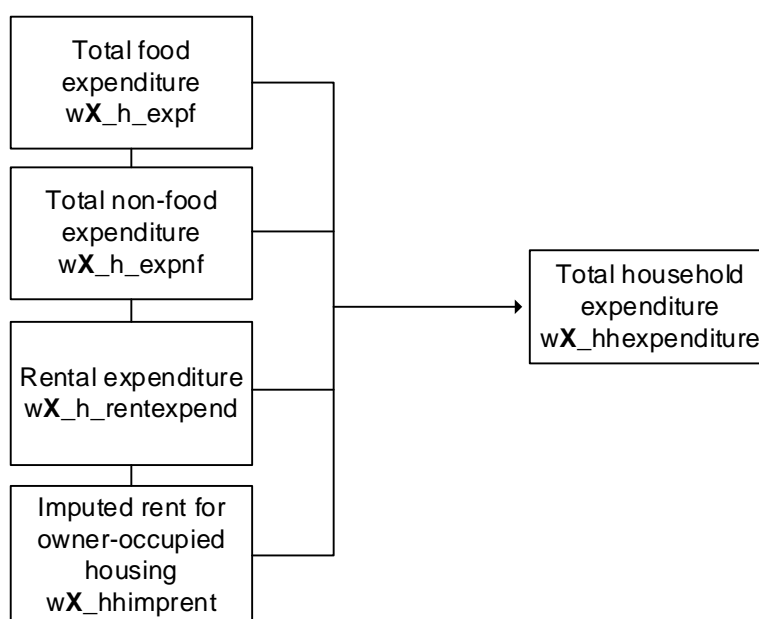 Total food
expenditure
wX_h_expf
Total non-food
expenditure
wX_h_expnf
Rental expenditure
wX_h_rentexpend
Imputed rent for
owner-occupied
housing
wX_hhimprent
Total household
expenditure
wX_hhexpenditure